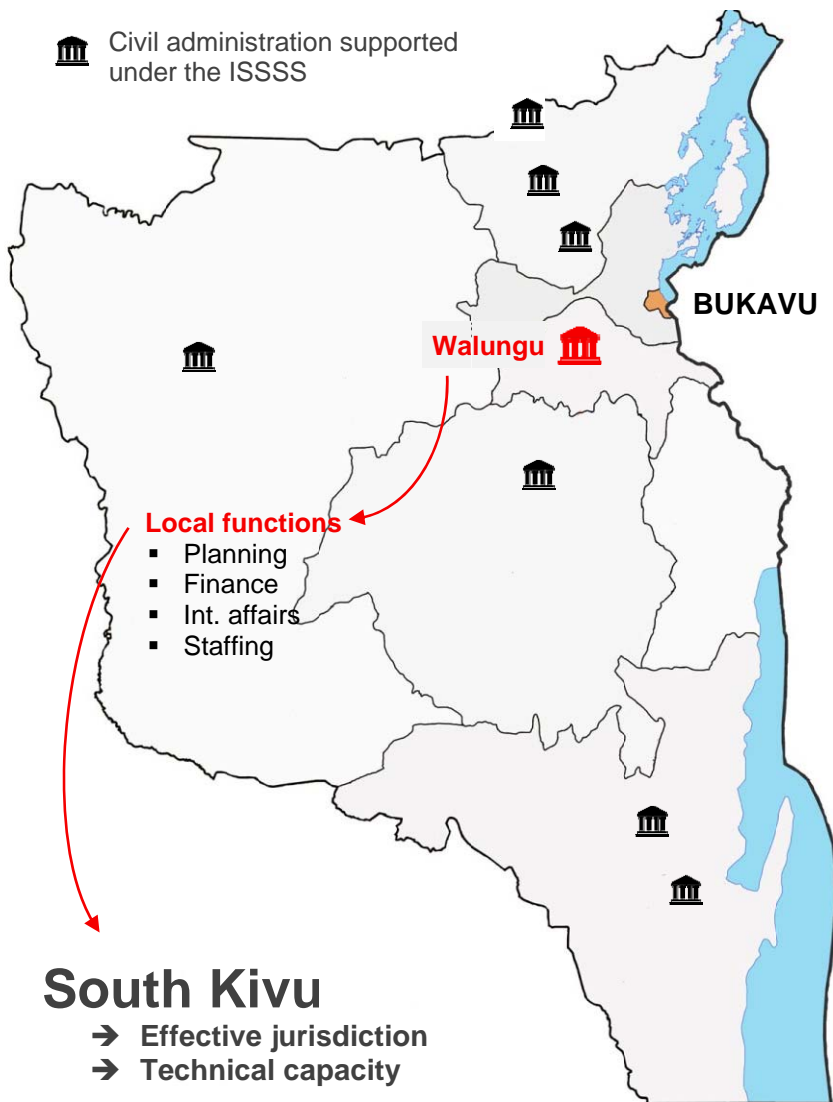 Civil administration supported
under the ISSSS
BUKAVU
Walungu
Local functions
▪ Planning
▪ Finance
▪ Int. affairs
▪ Staffing
South Kivu
➔ Effective jurisdiction
➔ Technical capacity